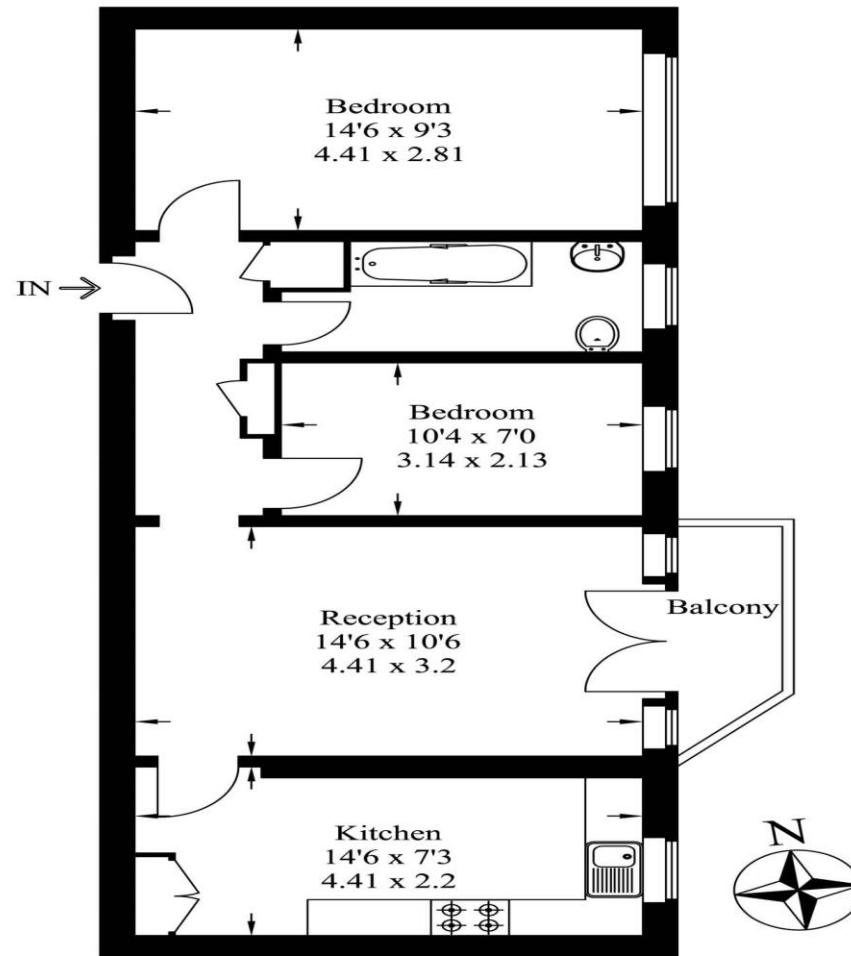 Bedroom
14'6 x 9'3
4.41 x 2.81
IN
Bedroom
10'4 x 7'0
3.14 x 2.13
Reception
14'6 x 10'6
4.41 x 3.2
Balcony
Kitchen
14'6 x 7'3
4.41 x 2.2
N